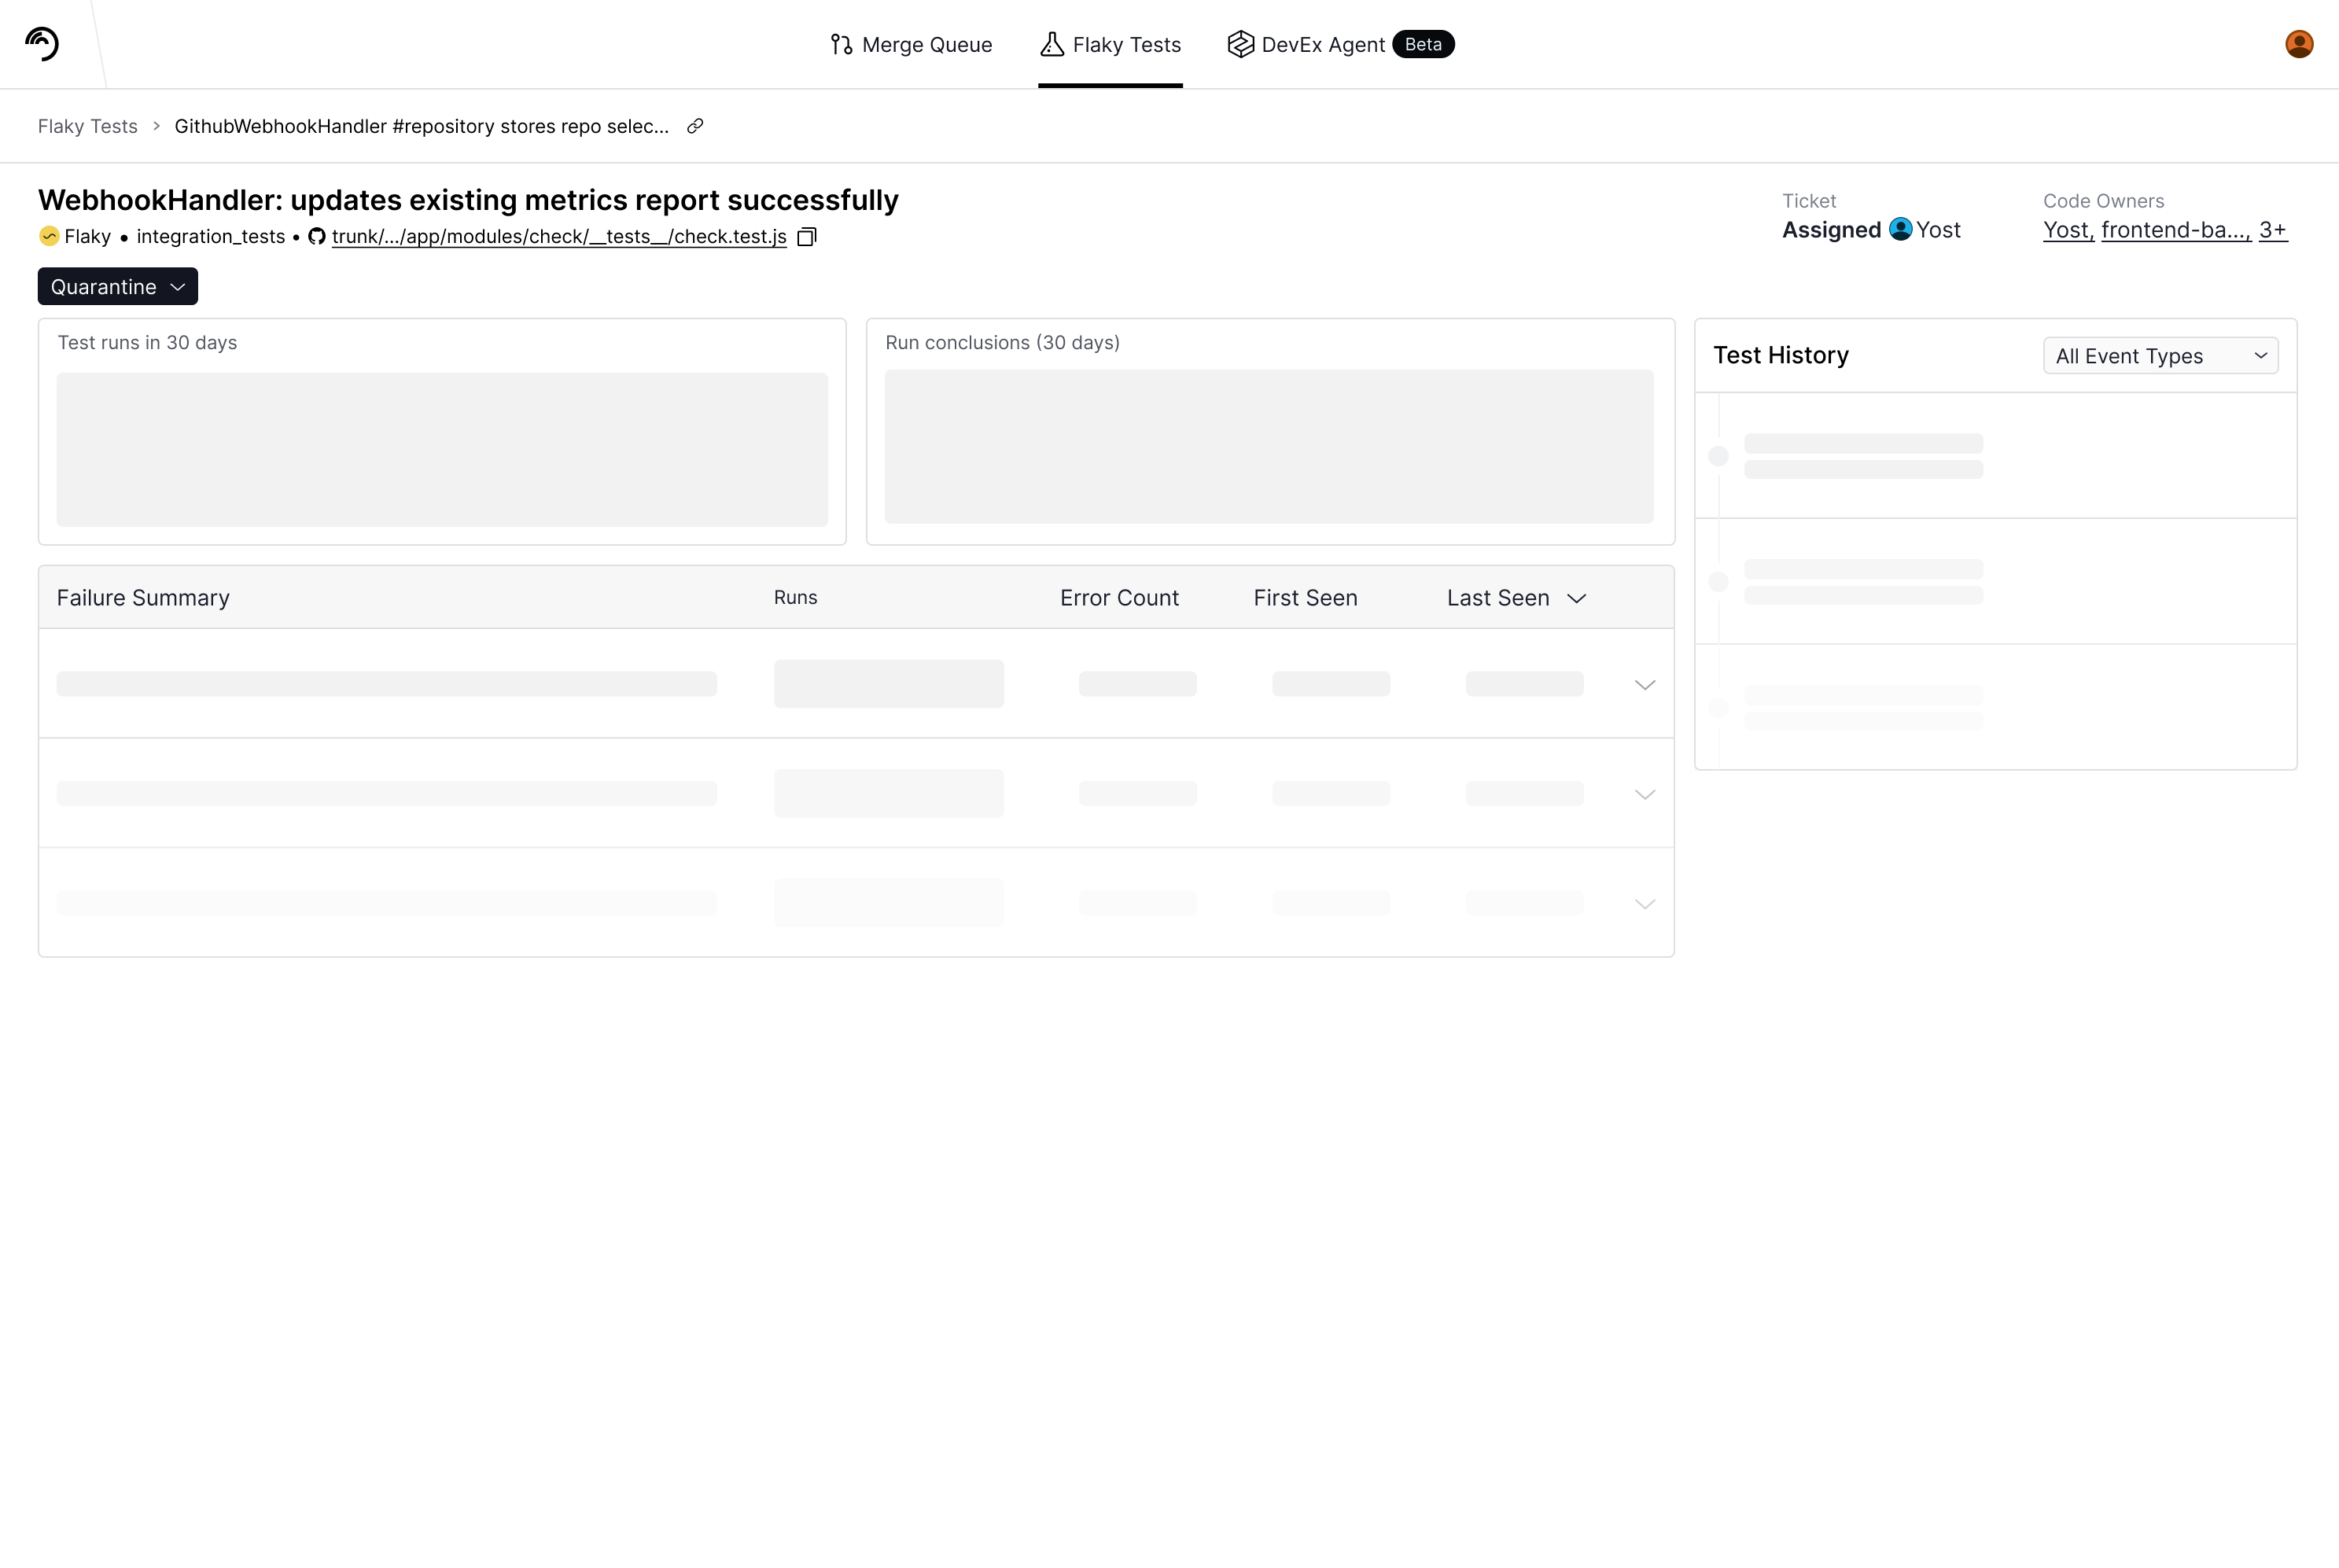 Merge Queue
Flaky Tests
DevEx Agent Beta
Flaky Tests > GithubWebhookHandler #repository stores repo selec...
WebhookHandler: updates existing metrics report successfully
Flaky • integration_tests • trunk/.../app/modules/check/__tests__/check.test.js
Ticket
Assigned Yost
Code Owners
Yost, frontend-ba..., 3+
Quarantine
Test runs in 30 days
Run conclusions (30 days)
Test History
All Event Types
Failure Summary
Runs
Error Count
First Seen
Last Seen